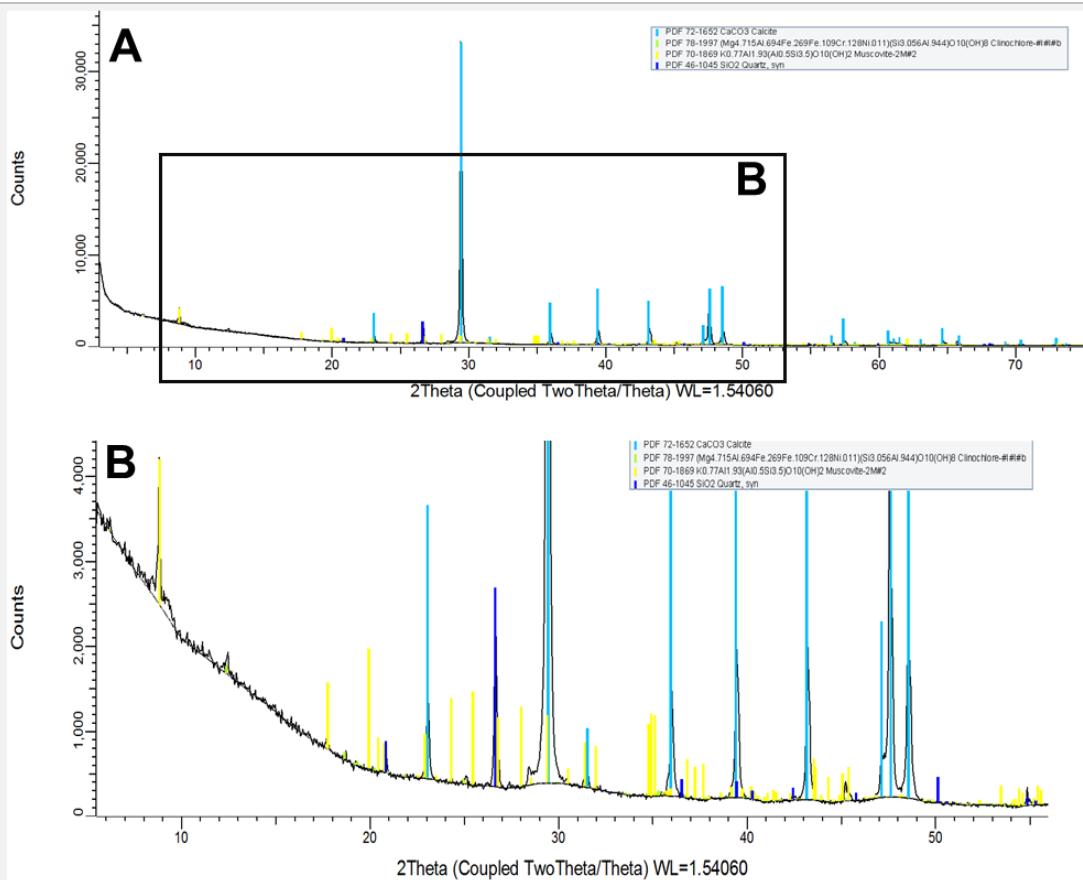 A
PDF 72-1652 CaCO3 Calcite
PDF 78-1997 (Mg4.715Al.694Fe.269Fe.109Cr.128Ni.011)(Si3.056Al.944)O10(OH)8 Clinochlore-#I#I#b
PDF 70-1869 K0.77Al1.93(Al0.5Si3.5)O10(OH)2 Muscovite-2M#2
PDF 46-1045 SiO2 Quartz, syn
30,000
20,000
10,000
0
Counts
B
10 20 30 40 50 60 70
2Theta (Coupled TwoTheta/Theta) WL=1.54060
B
PDF 72-1652 CaCO3 Calcite
PDF 78-1997 (Mg4.715Al.694Fe.269Fe.109Cr.128Ni.011)(Si3.056Al.944)O10(OH)8 Clinochlore-#I#I#b
PDF 70-1869 K0.77Al1.93(Al0.5Si3.5)O10(OH)2 Muscovite-2M#2
PDF 46-1045 SiO2 Quartz, syn
4,000
3,000
2,000
1,000
0
Counts
10 20 30 40 50
2Theta (Coupled TwoTheta/Theta) WL=1.54060